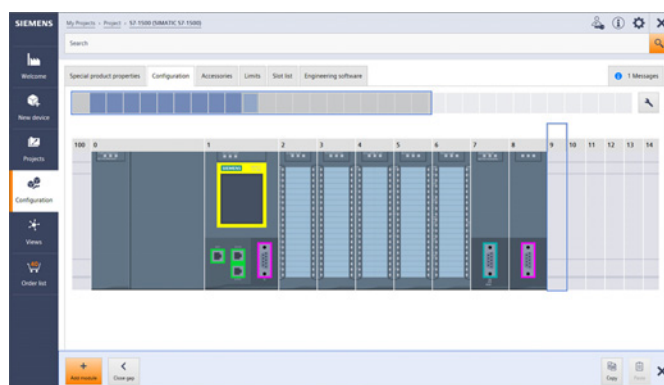 SIEMENS
My Projects › Project › S7-1500 (SIMATIC S7-1500)
Search
Welcome
New device
Projects
Configuration
Views
Order list
Special product properties Configuration Accessories Limits Slot list Engineering software 1 Messages
100 0 1 2 3 4 5 6 7 8 9 10 11 12 13 14
SIEMENS
Add module Close gap Copy Paste